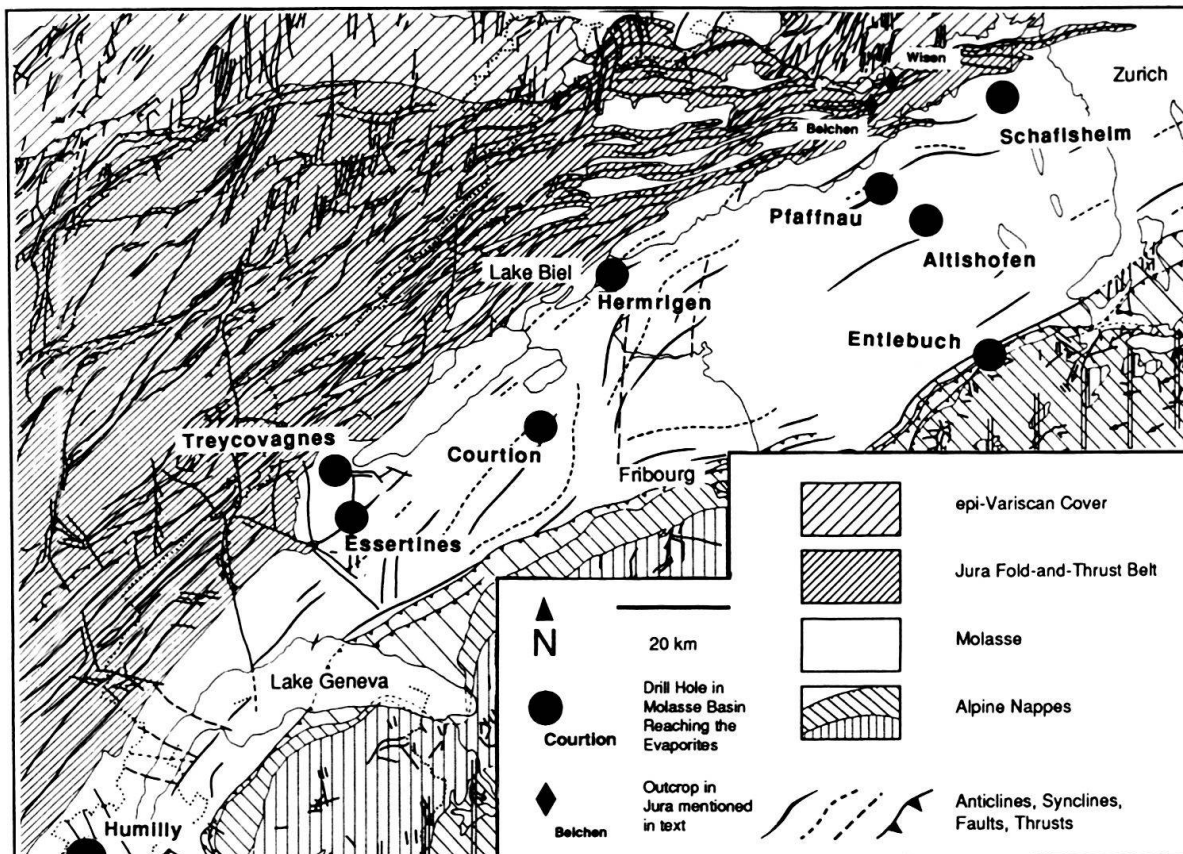 Wisen
Zurich
Belchen
Schaflsheim
Pfaffnau
Altishofen
Lake Biel
Hermrigen
Entlebuch
Treycovagnes
Courtion
Fribourg
Essertines
Lake Geneva
Humilly
N
20 km
Drill Hole in
Molasse Basin
Reaching the
Evaporites
Courtion
Outcrop in
Jura mentioned
in text
Belchen
epi-Variscan Cover
Jura Fold-and-Thrust Belt
Molasse
Alpine Nappes
Anticlines, Synclines,
Faults, Thrusts